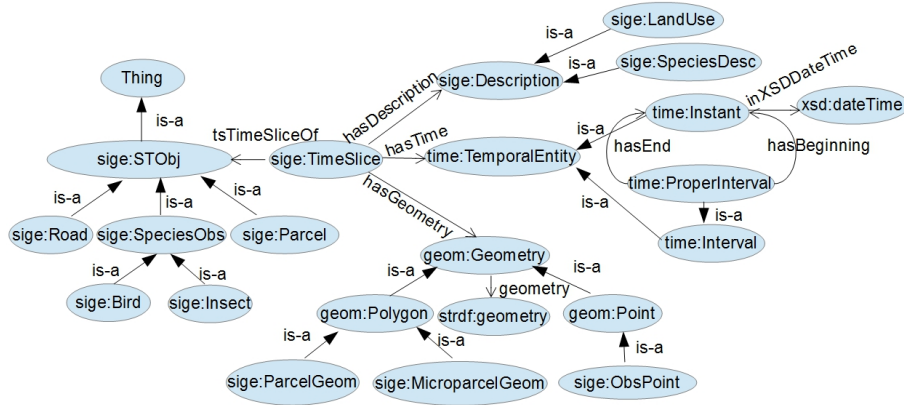 sige:LandUse
is-a
sige:Description
is-a
sige:SpeciesDesc
Thing
is-a
hasDescription
inXSDDateTime
time:Instant
xsd:dateTime
tsTimeSliceOf
sige:STObj
sige:TimeSlice
hasTime
time:TemporalEntity
is-a
hasEnd
hasBeginning
time:ProperInterval
is-a
is-a
is-a
hasGeometry
is-a
is-a
sige:Road
sige:SpeciesObs
sige:Parcel
time:Interval
is-a
is-a
geom:Geometry
is-a
is-a
geometry
sige:Bird
sige:Insect
geom:Polygon
strdf:geometry
geom:Point
is-a
is-a
is-a
sige:ParcelGeom
sige:MicroparcelGeom
sige:ObsPoint